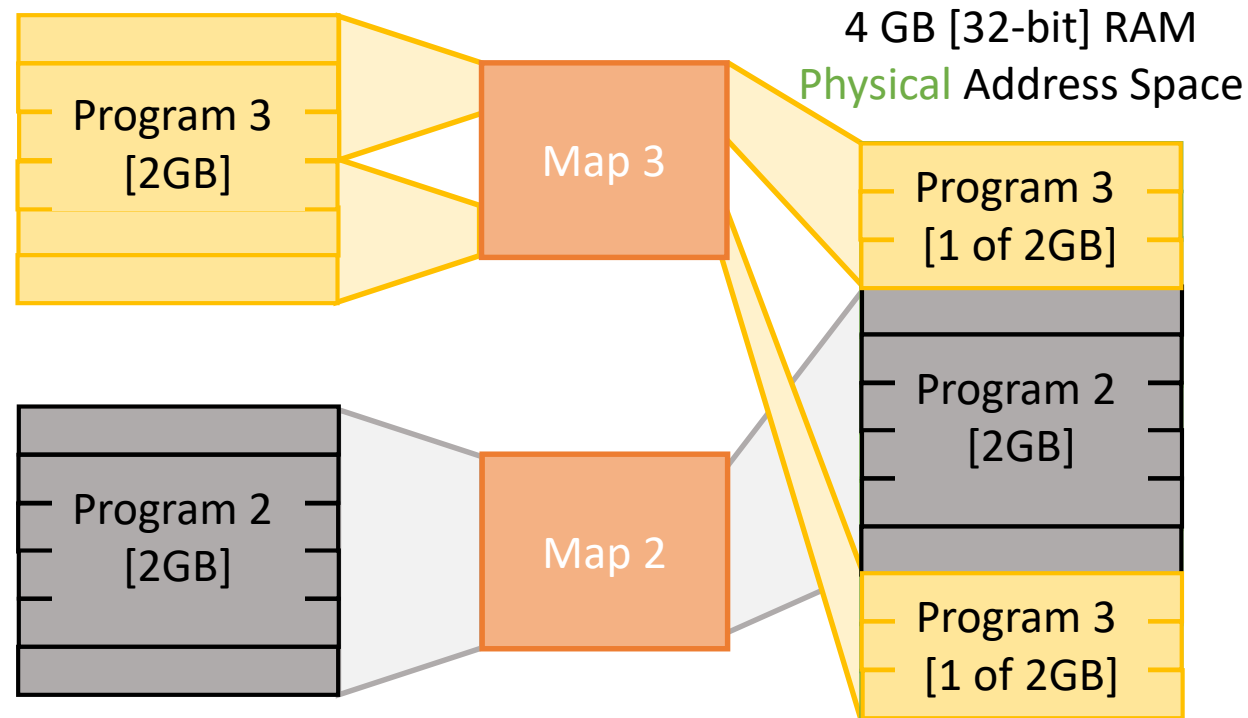 4 GB [32-bit] RAM
Physical Address Space
Program 3
[2GB]
Map 3
Program 3
[1 of 2GB]
Program 2
[2GB]
Map 2
Program 2
[2GB]
Program 3
[1 of 2GB]